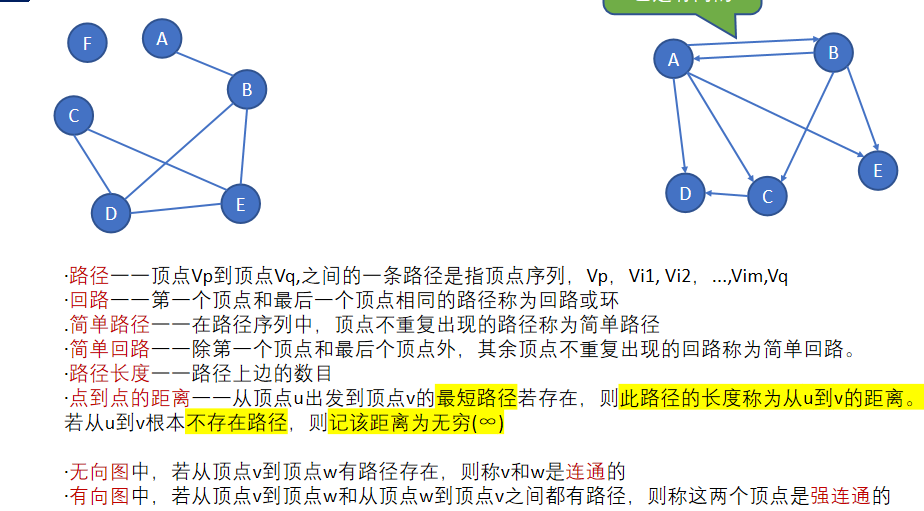 F
A
B
C
D
E
A
B
D
C
E
·路径——顶点Vp到顶点Vq,之间的一条路径是指顶点序列，Vp，Vi1, Vi2，...,Vim,Vq
·回路——第一个顶点和最后一个顶点相同的路径称为回路或环
.简单路径——在路径序列中，顶点不重复出现的路径称为简单路径
·简单回路——除第一个顶点和最后个顶点外，其余顶点不重复出现的回路称为简单回路。
·路径长度——路径上边的数目
·点到点的距离——从顶点u出发到顶点v的最短路径若存在，则此路径的长度称为从u到v的距离。
若从u到v根本不存在路径，则记该距离为无穷(∞)
·无向图中，若从顶点v到顶点w有路径存在，则称v和w是连通的
·有向图中，若从顶点v到顶点w和从顶点w到顶点v之间都有路径，则称这两个顶点是强连通的